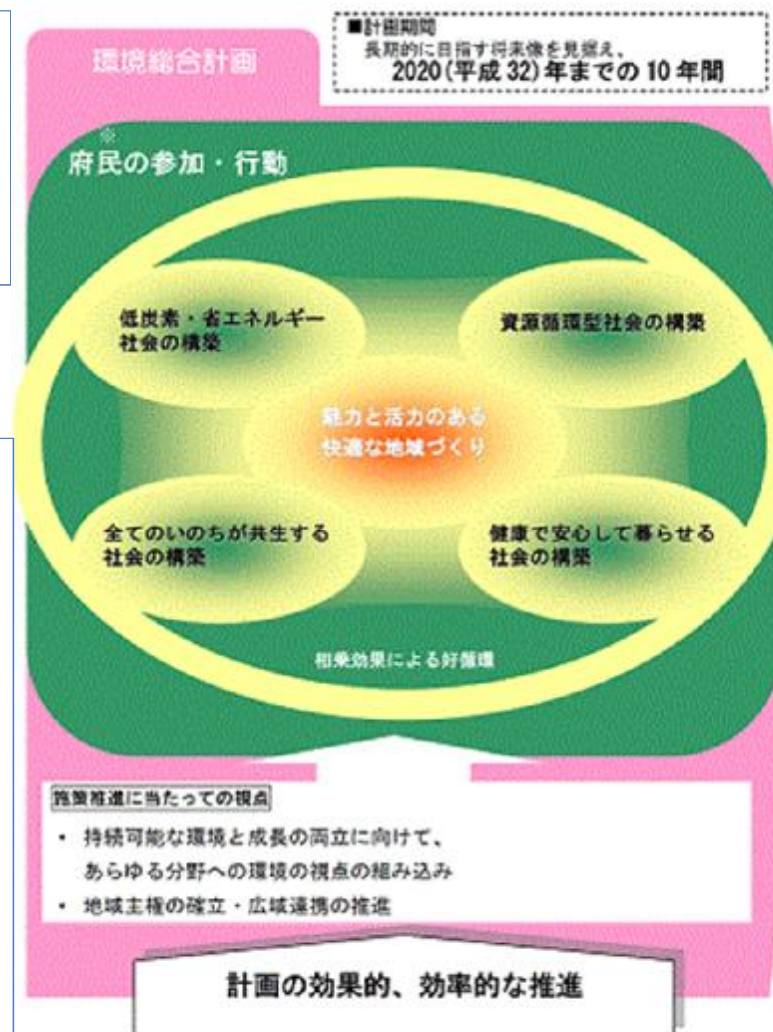 環境総合計画
■計画期間
長期的に目指す将来像を見据え、
2020(平成 32)年までの 10 年間
※
府民の参加・行動
低炭素・省エネルギー
社会の構築
資源循環型社会の構築
魅力と活力のある
快適な地域づくり
全てのいのちが共生する
社会の構築
健康で安心して暮らせる
社会の構築
相乗効果による好循環
施策推進に当たっての視点
・ 持続可能な環境と成長の両立に向けて、
あらゆる分野への環境の視点の組み込み
・ 地域主権の確立・広域連携の推進
計画の効果的、効率的な推進